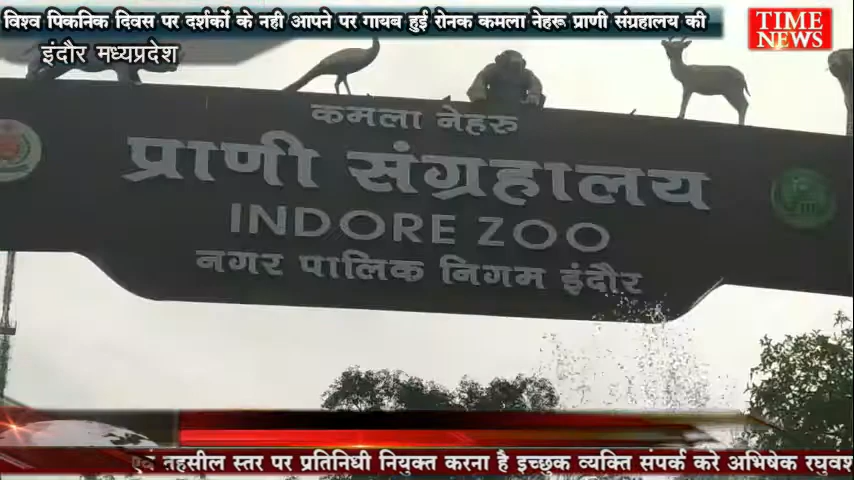 विश्व पिकनिक दिवस पर दर्शकों के नही आपने पर गायब हुई रोनक कमला नेहरू प्राणी संग्रहालय की
TIME
NEWS
इंदौर मध्यप्रदेश
कमला नेहरु
प्राणी संग्रहालय
INDORE ZOO
नगर पालिक निगम इंदौर
तहसील स्तर पर प्रतिनिधी नियुक्त करना है इच्छुक व्यक्ति संपर्क करे अभिषेक रघुवंश